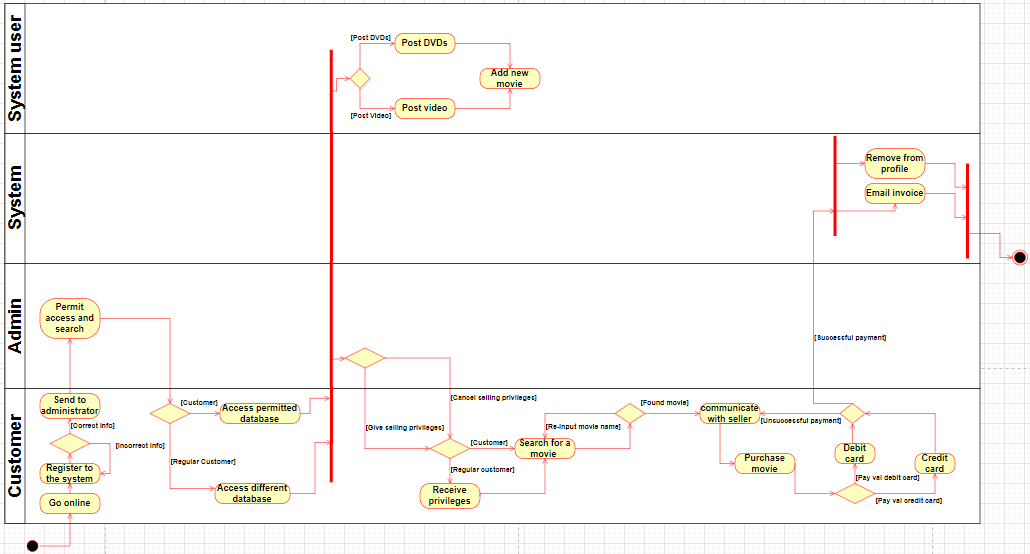 System user
[Post DVDs]
Post DVDs
Add new
movie
Post video
[Post Video]
System
Remove from
profile
Email invoice
Admin
Permit
access and
search
[Successful payment]
Customer
Send to
administrator
[Correct info]
[Incorrect info]
Register to
the system
Go online
[Customer]
Access permitted
database
[Regular Customer]
Access different
database
[Cancel selling privileges]
[Give selling privileges]
[Customer]
[Regular customer]
Receive
privileges
Search for a
movie
[Re-input movie name]
[Found movie]
communicate
with seller
[Unsuccessful payment]
Purchase
movie
Debit
card
Credit
card
[Pay vai debit card]
[Pay vai credit card]